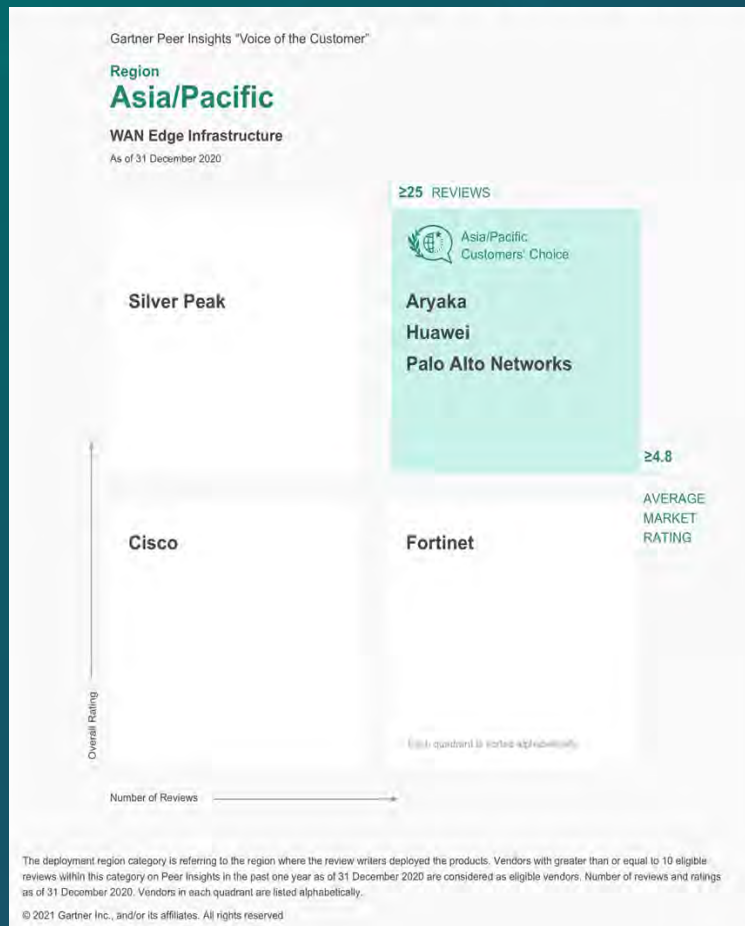 Gartner Peer Insights "Voice of the Customer"
Region
Asia/Pacific
WAN Edge Infrastructure
As of 31 December 2020
≥25 REVIEWS
Asia/Pacific
Customers' Choice
Silver Peak
Aryaka
Huawei
Palo Alto Networks
≥4.8
AVERAGE
MARKET
RATING
Cisco
Fortinet
Overall Rating
Each quadrant is sorted alphabetically.
Number of Reviews
The deployment region category is referring to the region where the review writers deployed the products. Vendors with greater than or equal to 10 eligible
reviews within this category on Peer Insights in the past one year as of 31 December 2020 are considered as eligible vendors. Number of reviews and ratings
as of 31 December 2020. Vendors in each quadrant are listed alphabetically.
© 2021 Gartner Inc., and/or its affiliates. All rights reserved